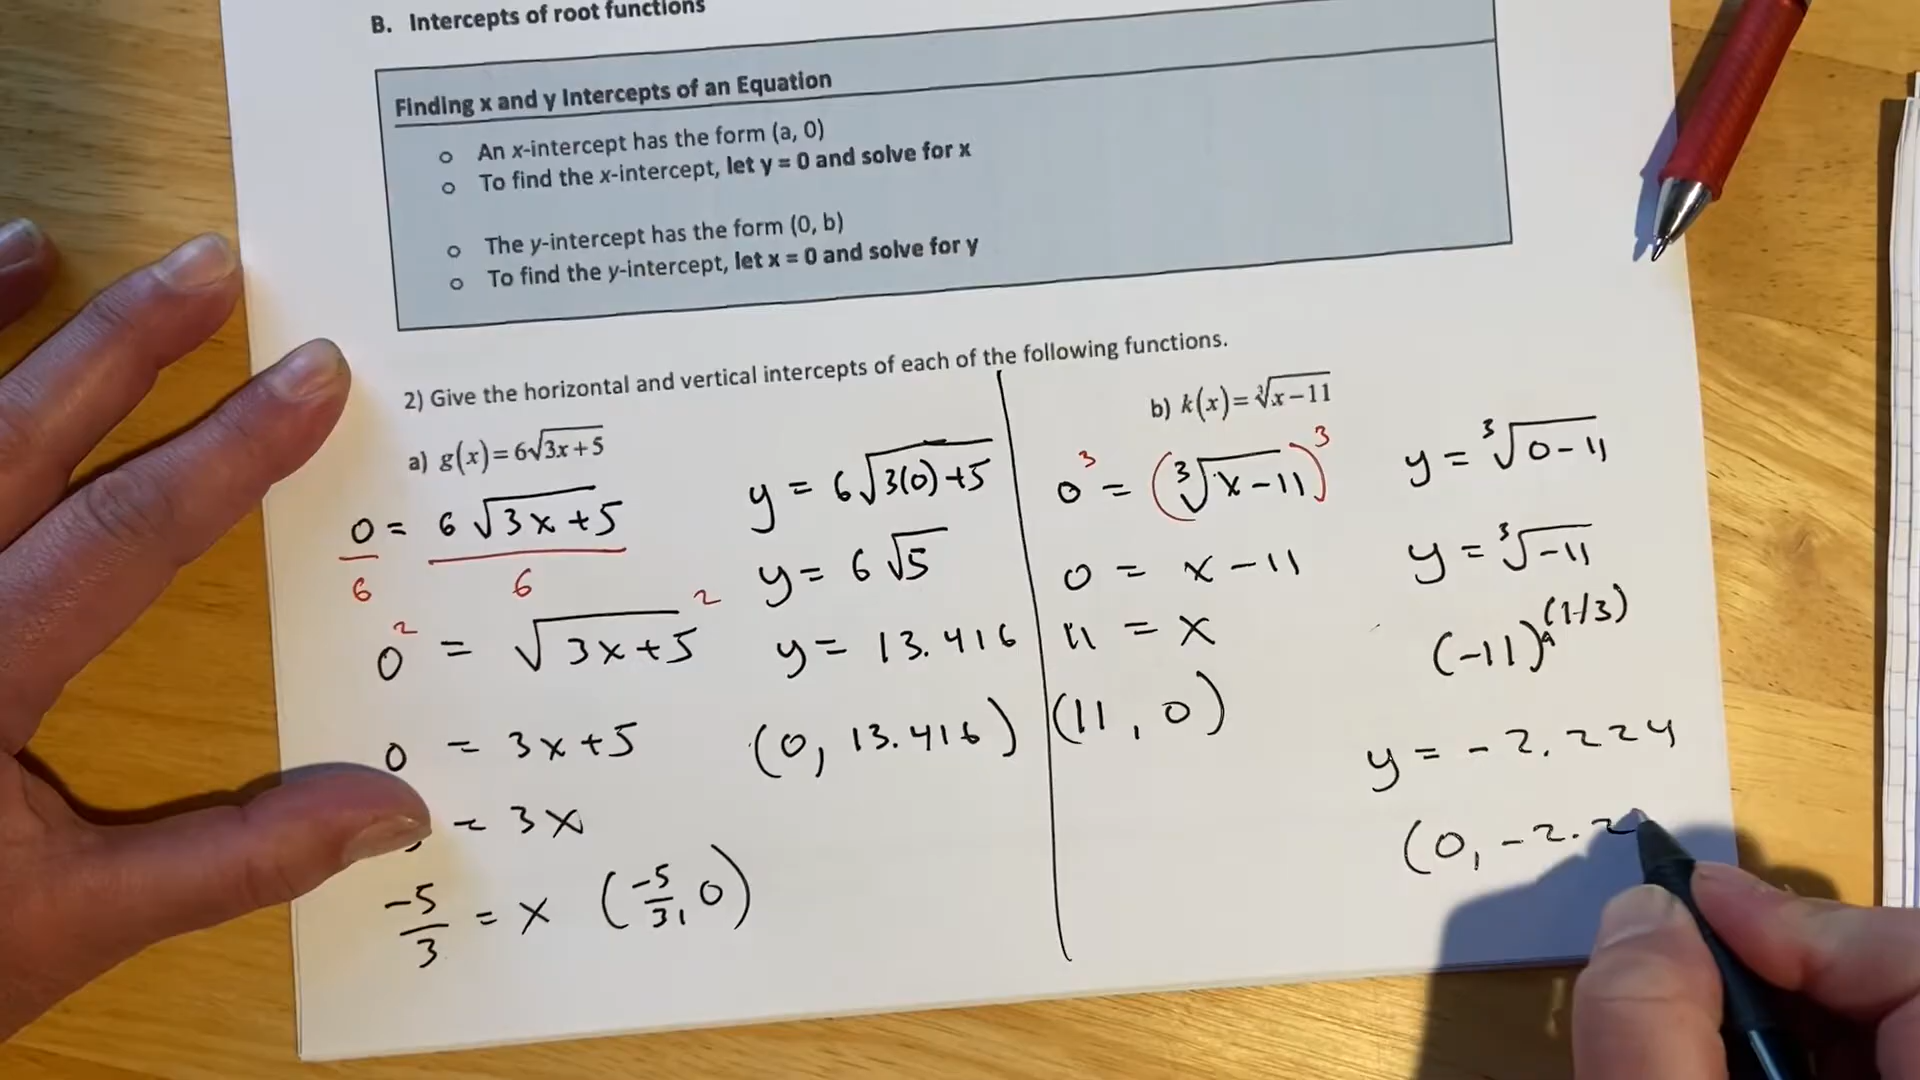 B. Intercepts of root functions
Finding x and y Intercepts of an Equation
o An x-intercept has the form (a, 0)
o To find the x-intercept, let y = 0 and solve for x
o The y-intercept has the form (0, b)
o To find the y-intercept, let x = 0 and solve for y
2) Give the horizontal and vertical intercepts of each of the following functions.
a) g(x)=6√3x+5
0 = 6√3x+5
6 6
0² = √3x+5 ²
0 = 3x+5
= 3x
-5/3 = x (-5/3, 0)
y = 6√3(0)+5
y = 6√5
y = 13.416
(0, 13.416)
b) k(x)=∛x−11
0³ = (∛x-11)³
0 = x-11
11 = x
(11, 0)
y = ∛0-11
y = ∛-11
(-11)^(1/3)
y = -2.224
(0, -2.2